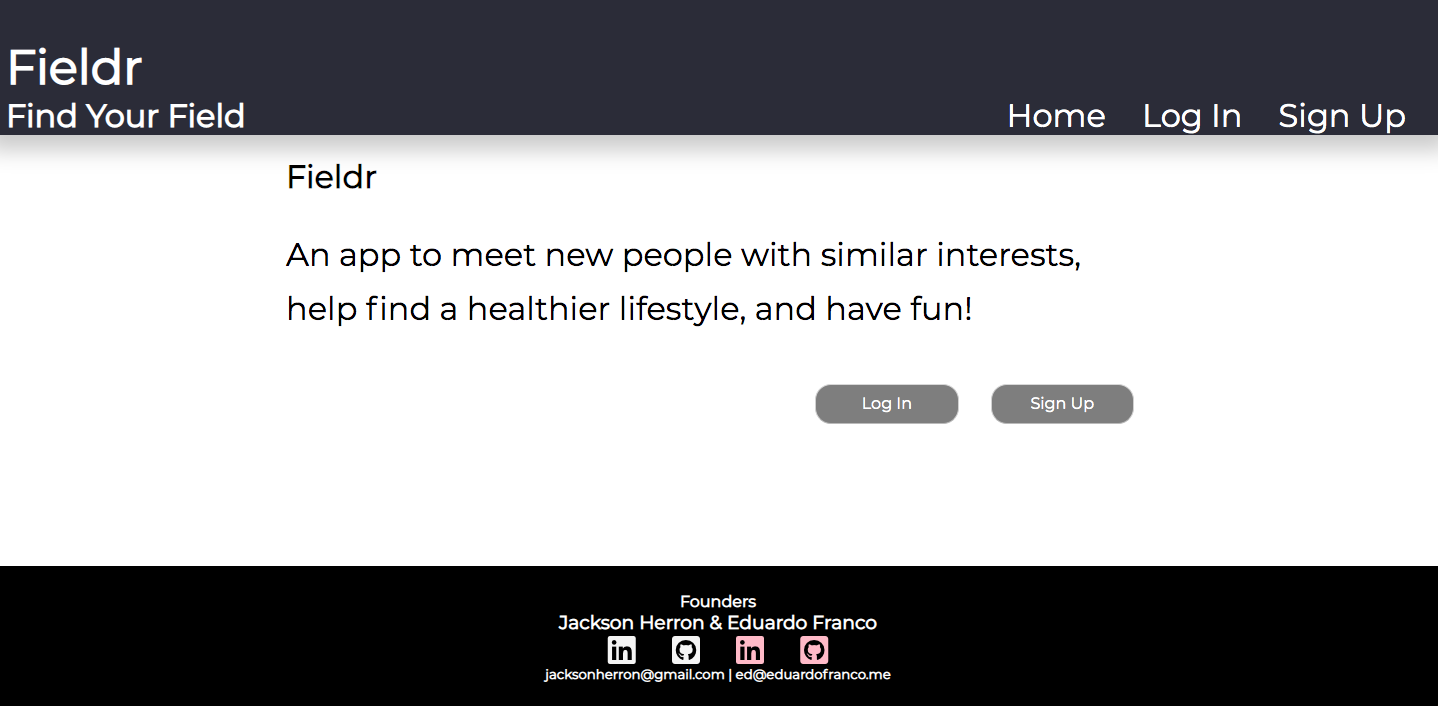 Fieldr
Find Your Field
Home Log In Sign Up
Fieldr
An app to meet new people with similar interests,
help find a healthier lifestyle, and have fun!
Log In Sign Up
Founders
Jackson Herron & Eduardo Franco
in in
jacksonherron@gmail.com | ed@eduardofranco.me